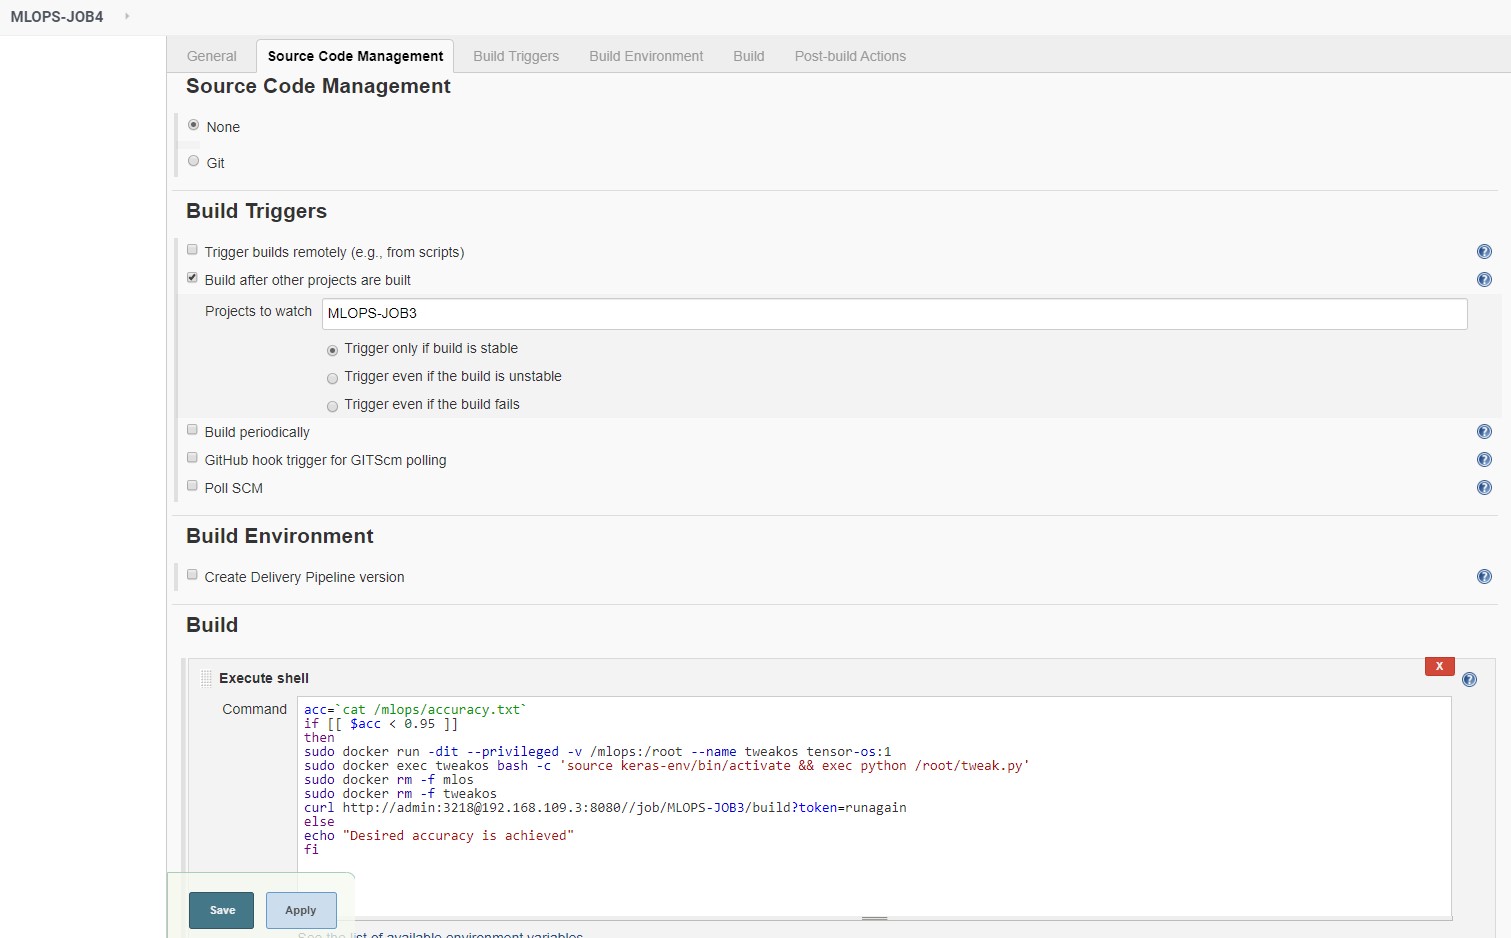 MLOPS-JOB4
General Source Code Management Build Triggers Build Environment Build Post-build Actions
Source Code Management
None
Git
Build Triggers
Trigger builds remotely (e.g., from scripts)
Build after other projects are built
Projects to watch MLOPS-JOB3
Trigger only if build is stable
Trigger even if the build is unstable
Trigger even if the build fails
Build periodically
GitHub hook trigger for GITScm polling
Poll SCM
Build Environment
Create Delivery Pipeline version
Build
X
Execute shell
Command
acc=`cat /mlops/accuracy.txt`
if [[ $acc < 0.95 ]]
then
sudo docker run -dit --privileged -v /mlops:/root --name tweakos tensor-os:1
sudo docker exec tweakos bash -c 'source keras-env/bin/activate && exec python /root/tweak.py'
sudo docker rm -f mlos
sudo docker rm -f tweakos
curl http://admin:3218@192.168.109.3:8080//job/MLOPS-JOB3/build?token=runagain
else
echo "Desired accuracy is achieved"
fi
Save Apply
See the list of available environment variables